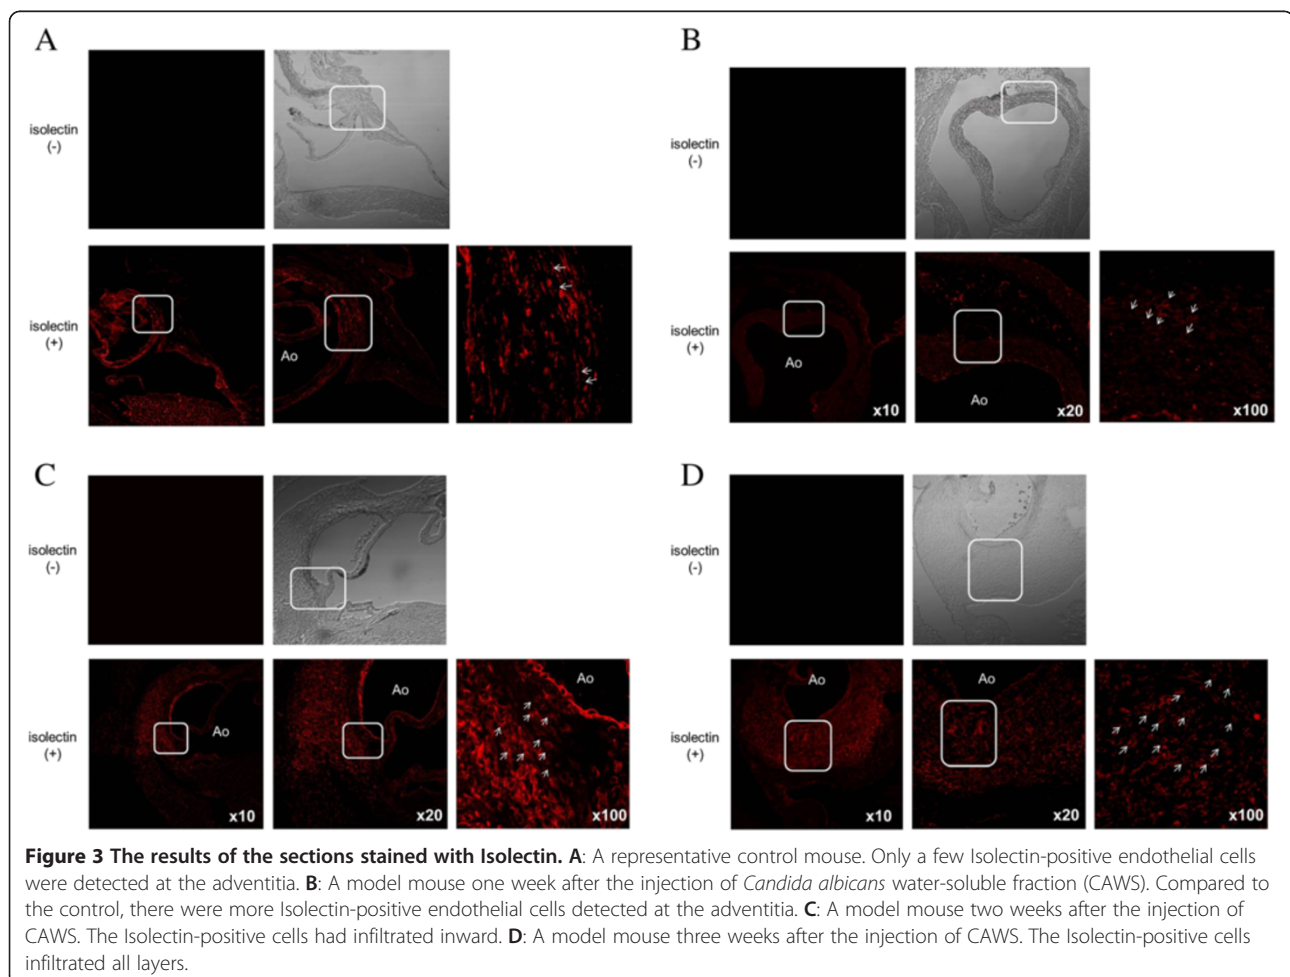 A
B
isolectin
(-)
isolectin
(-)
isolectin
(+)
Ao
isolectin
(+)
Ao
x10
Ao
x20
x100
C
D
isolectin
(-)
isolectin
(-)
isolectin
(+)
Ao
x10
Ao
x20
Ao
x100
isolectin
(+)
Ao
x10
Ao
x20
x100
Figure 3 The results of the sections stained with Isolectin. A: A representative control mouse. Only a few Isolectin-positive endothelial cells
were detected at the adventitia. B: A model mouse one week after the injection of Candida albicans water-soluble fraction (CAWS). Compared to
the control, there were more Isolectin-positive endothelial cells detected at the adventitia. C: A model mouse two weeks after the injection of
CAWS. The Isolectin-positive cells had infiltrated inward. D: A model mouse three weeks after the injection of CAWS. The Isolectin-positive cells
infiltrated all layers.